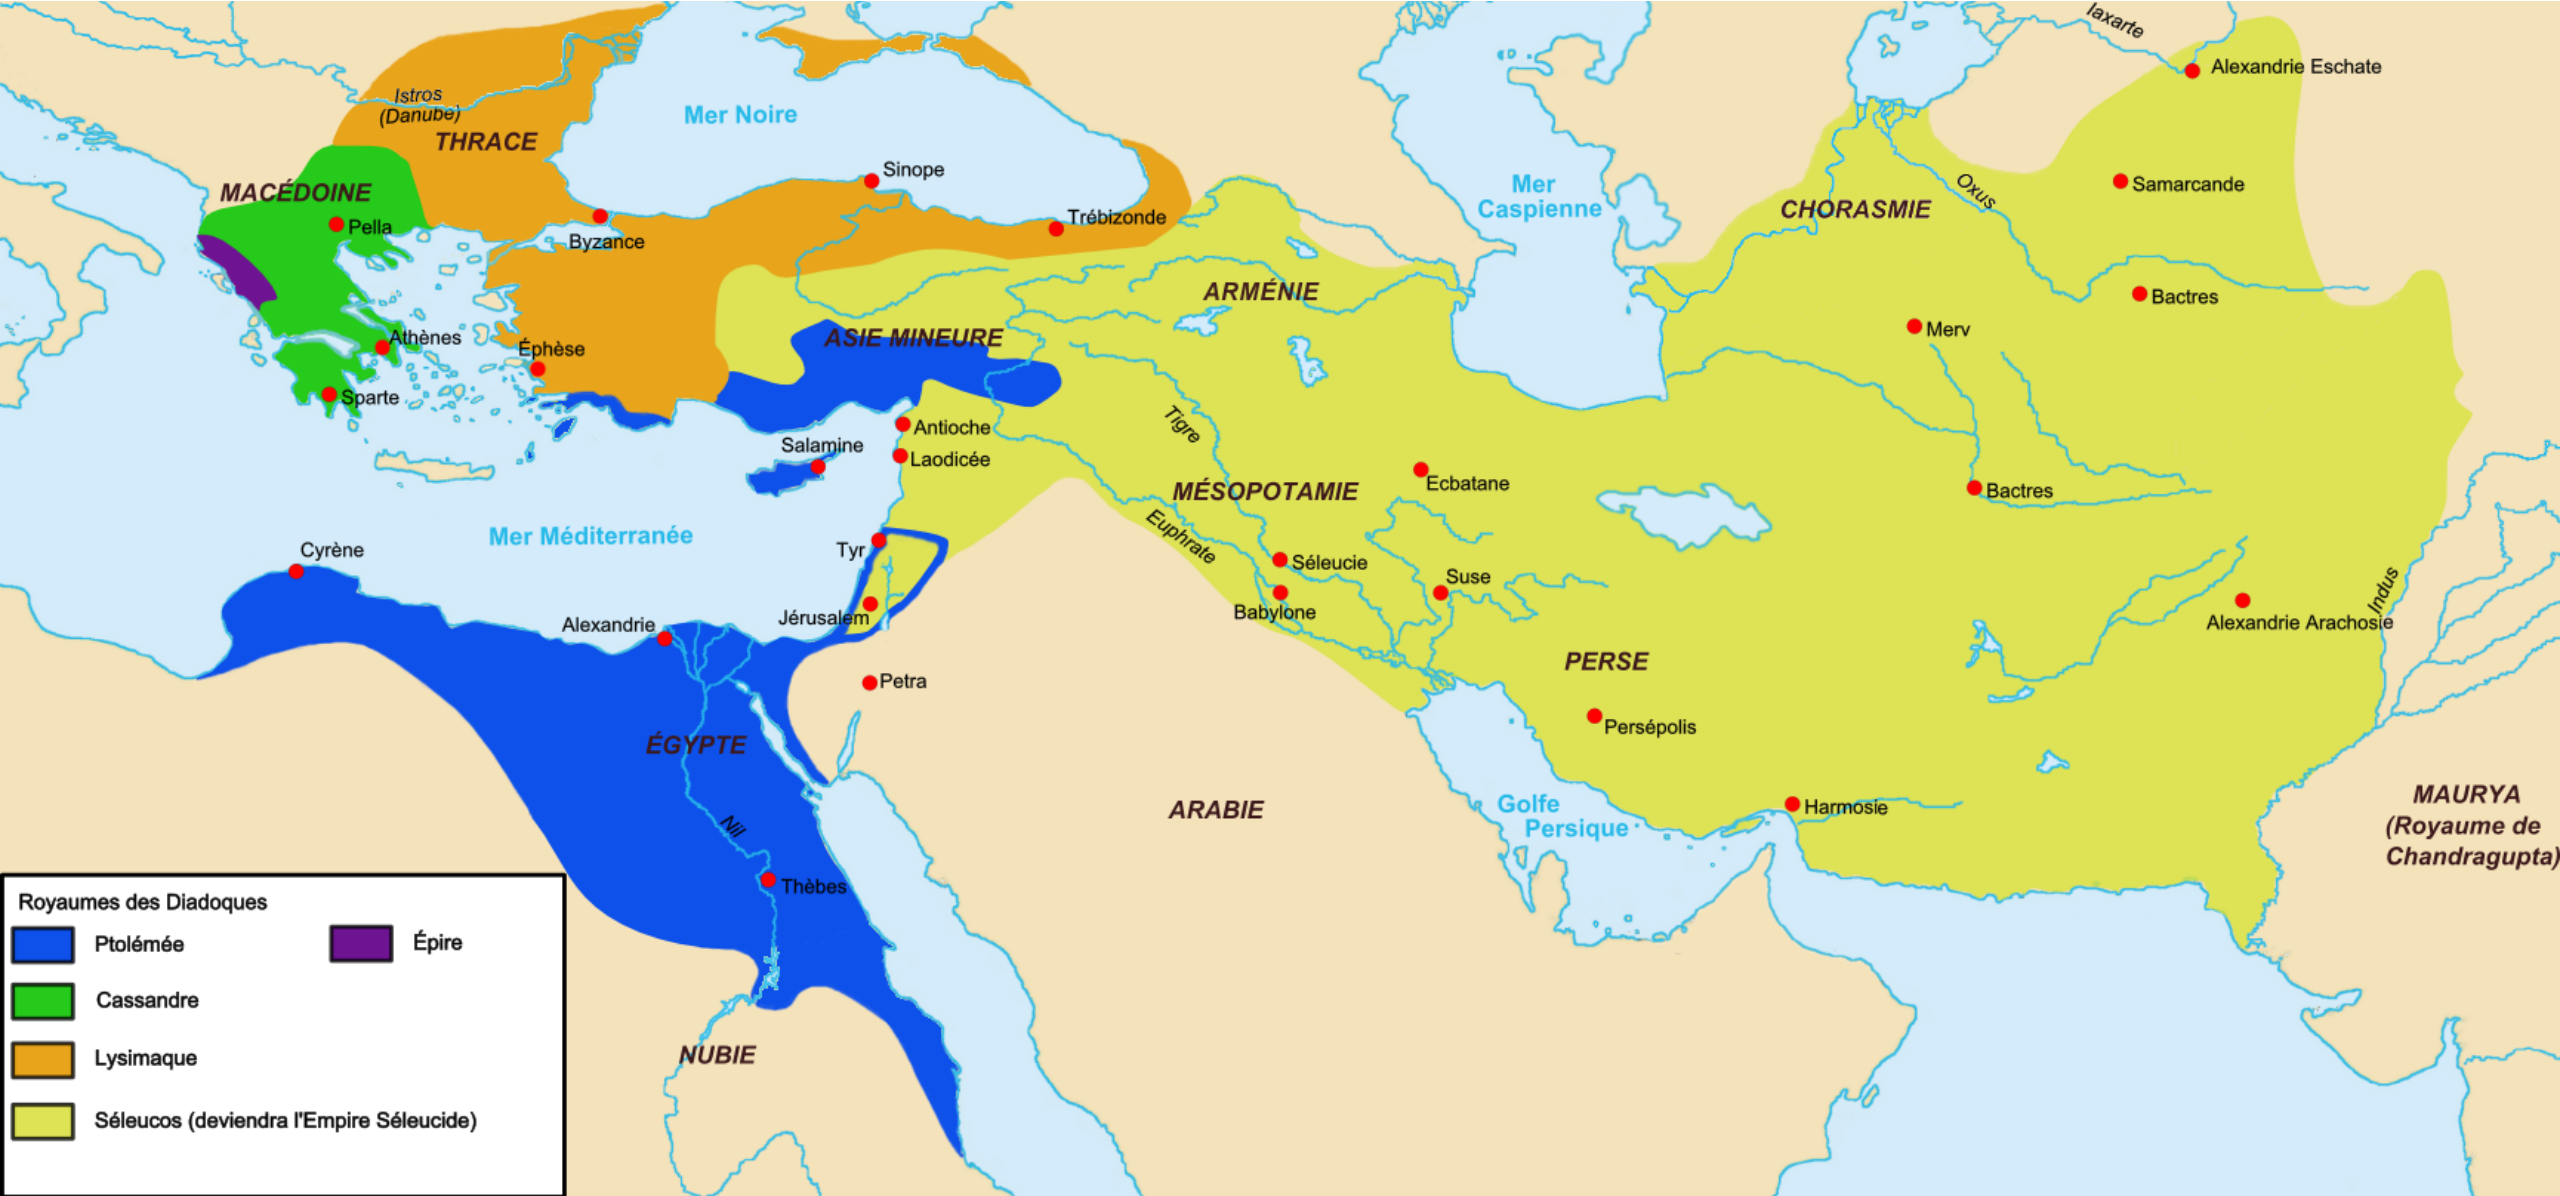 Iaxarte
Alexandrie Eschate
Istros
(Danube)
THRACE
Mer Noire
Sinope
Mer
Caspienne
Oxus
Samarcande
CHORASMIE
MACÉDOINE
Pella
Byzance
Trébizonde
ARMÉNIE
Bactres
Merv
Athènes
Éphèse
ASIE MINEURE
Sparte
Tigre
Antioche
Salamine
Laodicée
Ecbatane
MÉSOPOTAMIE
Bactres
Mer Méditerranée
Euphrate
Cyrène
Tyr
Séleucie
Suse
Indus
Babylone
Jérusalem
Alexandrie
Alexandrie Arachosie
Petra
PERSE
Persépolis
ÉGYPTE
ARABIE
Golfe
Persique
Harmosie
MAURYA
(Royaume de
Chandragupta)
Nil
Thèbes
NUBIE
Royaumes des Diadoques
Ptolémée
Épire
Cassandre
Lysimaque
Séleucos (deviendra l'Empire Séleucide)